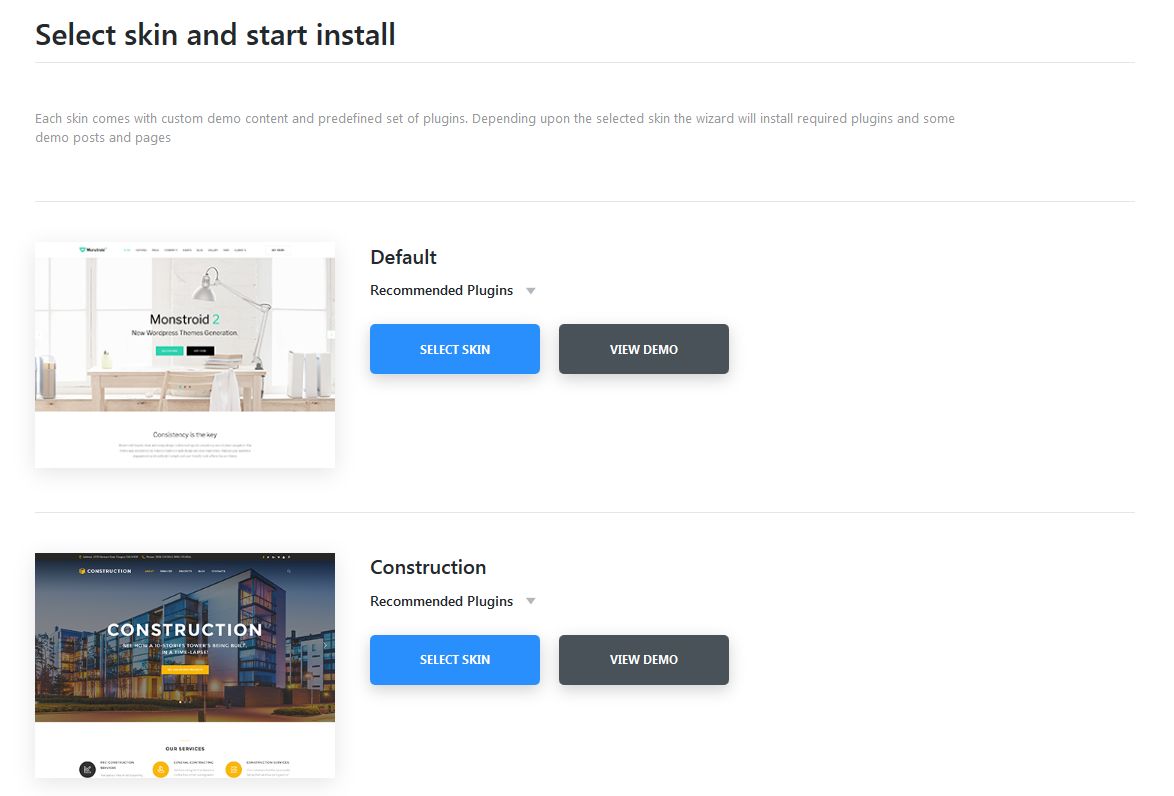 Select skin and start install
Each skin comes with custom demo content and predefined set of plugins. Depending upon the selected skin the wizard will install required plugins and some
demo posts and pages
Monstroid
Monstroid 2
New Wordpress Themes Generation.
Consistency is the key
Default
Recommended Plugins
SELECT SKIN
VIEW DEMO
CONSTRUCTION
CONSTRUCTION
SEE HOW A 10-STORIES TOWER'S BEING BUILT,
IN A TIME-LAPSE!
OUR SERVICES
Construction
Recommended Plugins
SELECT SKIN
VIEW DEMO